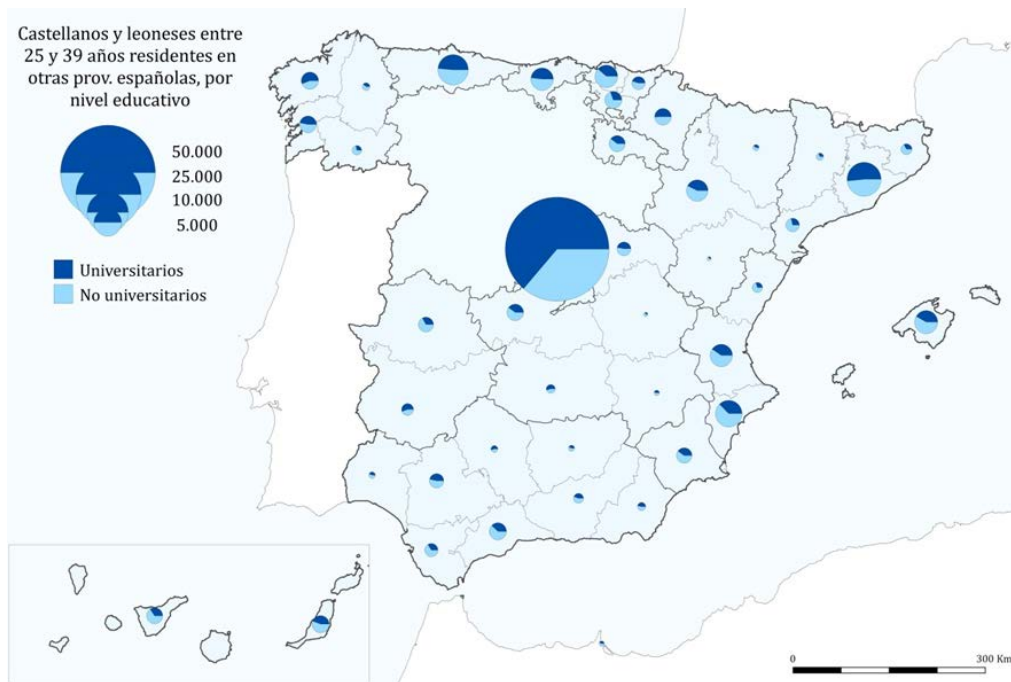 Castellanos y leoneses entre
25 y 39 años residentes en
otras prov. españolas, por
nivel educativo
50.000
25.000
10.000
5.000
Universitarios
No universitarios
0
300 Km